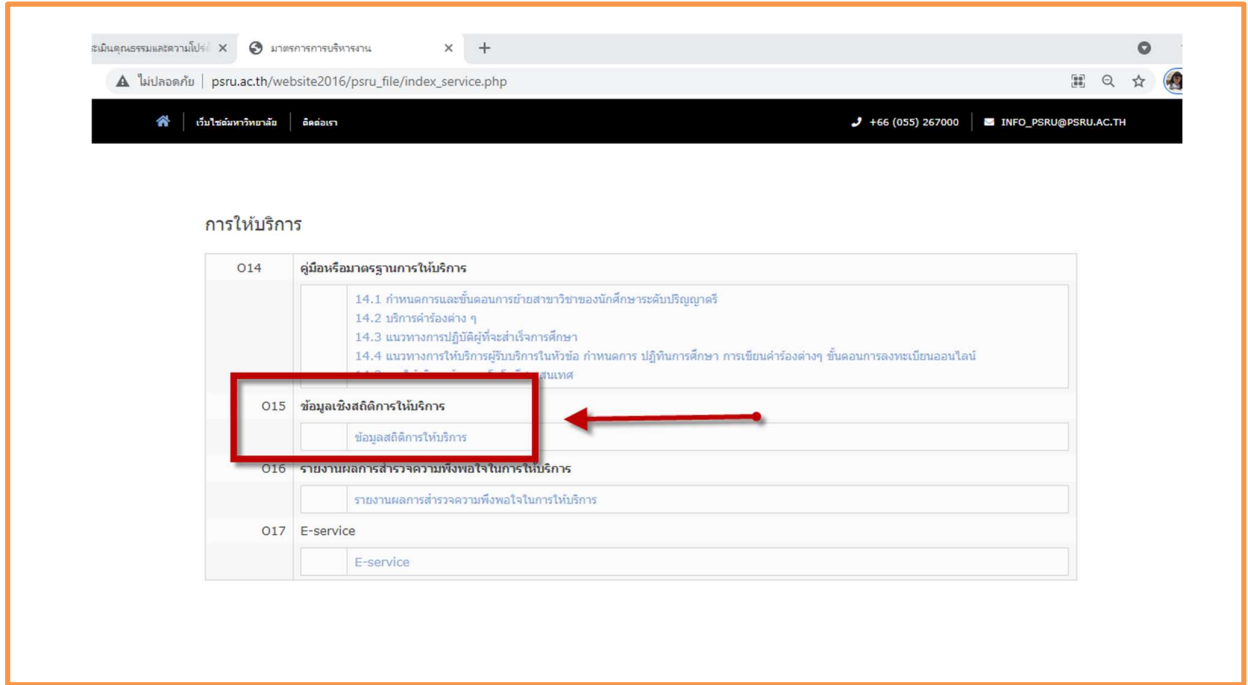 ะเมินคุณธรรมและความโปร่
มาตรการการบริหารงาน
ไม่ปลอดภัย | psru.ac.th/website2016/psru_file/index_service.php
เว็บไซต์มหาวิทยาลัย ติดต่อเรา +66 (055) 267000 INFO_PSRU@PSRU.AC.TH
การให้บริการ
O14 คู่มือหรือมาตรฐานการให้บริการ
14.1 กำหนดการและขั้นตอนการย้ายสาขาวิชาของนักศึกษาระดับปริญญาตรี
14.2 บริการคำร้องต่าง ๆ
14.3 แนวทางการปฏิบัติผู้ที่จะสำเร็จการศึกษา
14.4 แนวทางการให้บริการผู้รับบริการในหัวข้อ กำหนดการ ปฏิทินการศึกษา การเขียนคำร้องต่างๆ ขั้นตอนการลงทะเบียนออนไลน์
O15 ข้อมูลเชิงสถิติการให้บริการ
ข้อมูลสถิติการให้บริการ
O16 รายงานผลการสำรวจความพึงพอใจในการให้บริการ
รายงานผลการสำรวจความพึงพอใจในการให้บริการ
O17 E-service
E-service